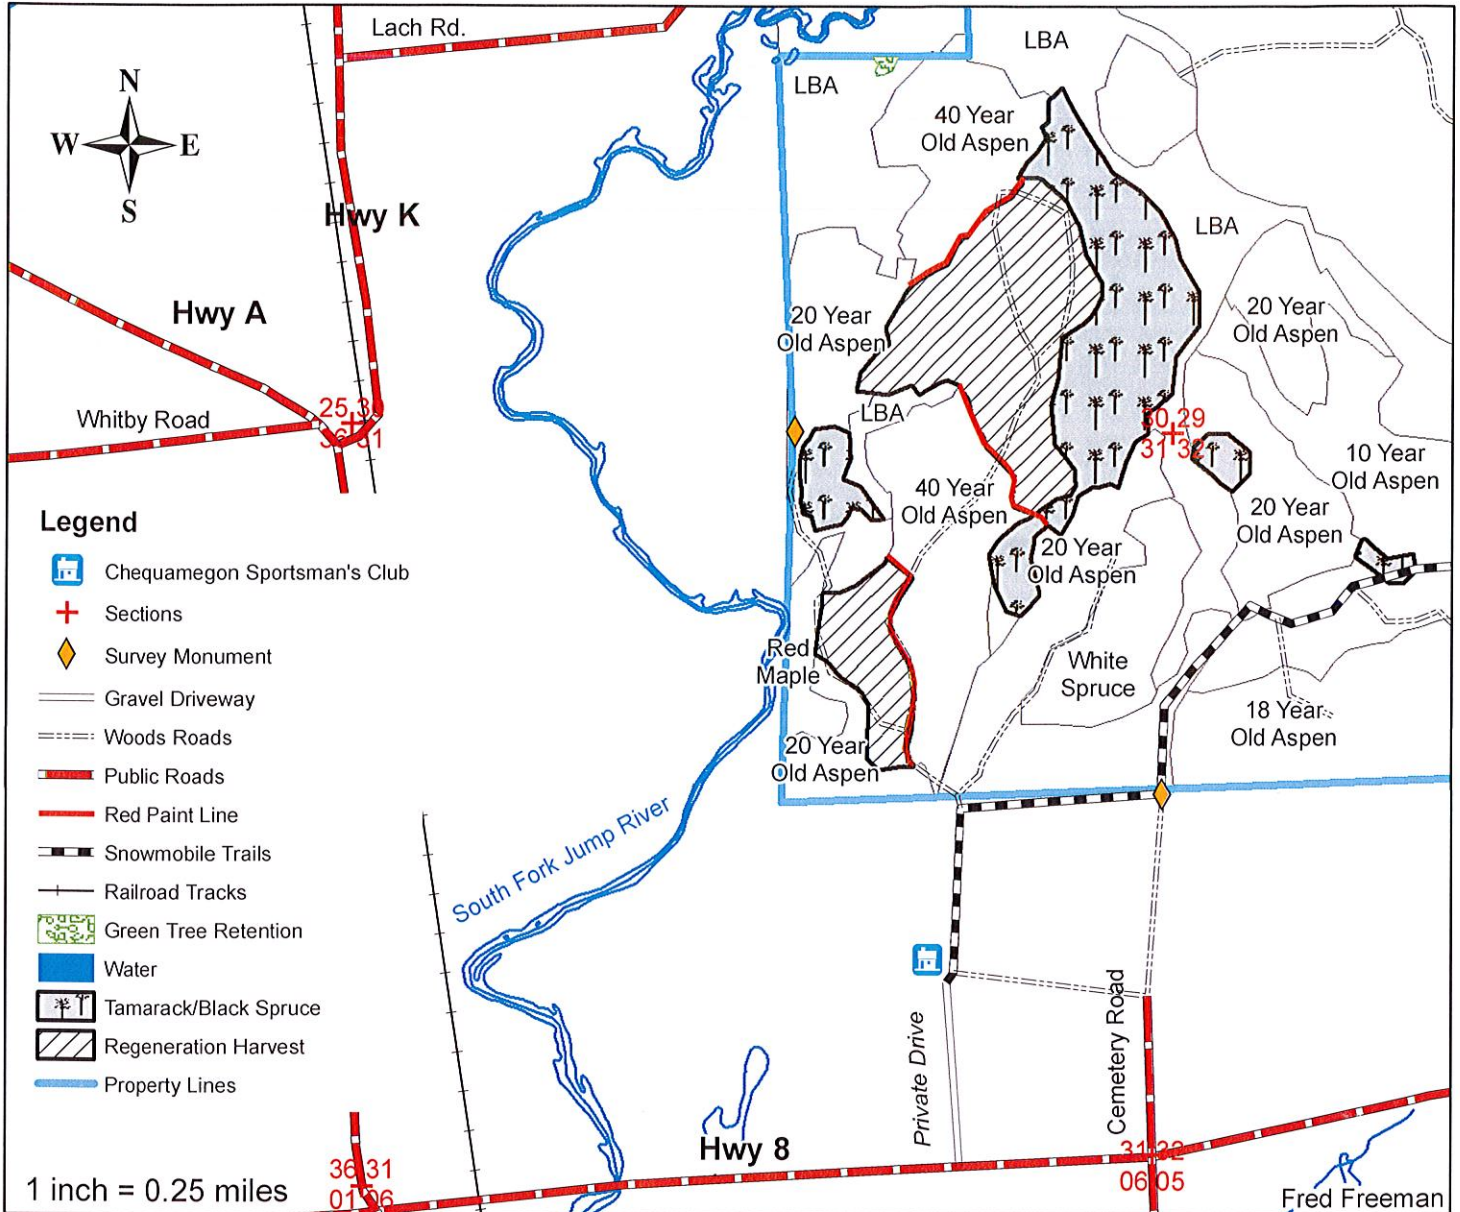 Lach Rd.
N
W E
S
Hwy K
Hwy A
Whitby Road
25 30
36 31
LBA
LBA
40 Year
Old Aspen
LBA
20 Year
Old Aspen
20 Year
Old Aspen
LBA
30 29
31 32
10 Year
Old Aspen
40 Year
Old Aspen
20 Year
Old Aspen
20 Year
Old Aspen
Red
Maple
White
Spruce
18 Year
Old Aspen
20 Year
Old Aspen
South Fork Jump River
Legend
Chequamegon Sportsman's Club
Sections
Survey Monument
Gravel Driveway
Woods Roads
Public Roads
Red Paint Line
Snowmobile Trails
Railroad Tracks
Green Tree Retention
Water
Tamarack/Black Spruce
Regeneration Harvest
Property Lines
Private Drive
Cemetery Road
Hwy 8
36 31
01 06
31 32
06 05
1 inch = 0.25 miles
Fred Freeman